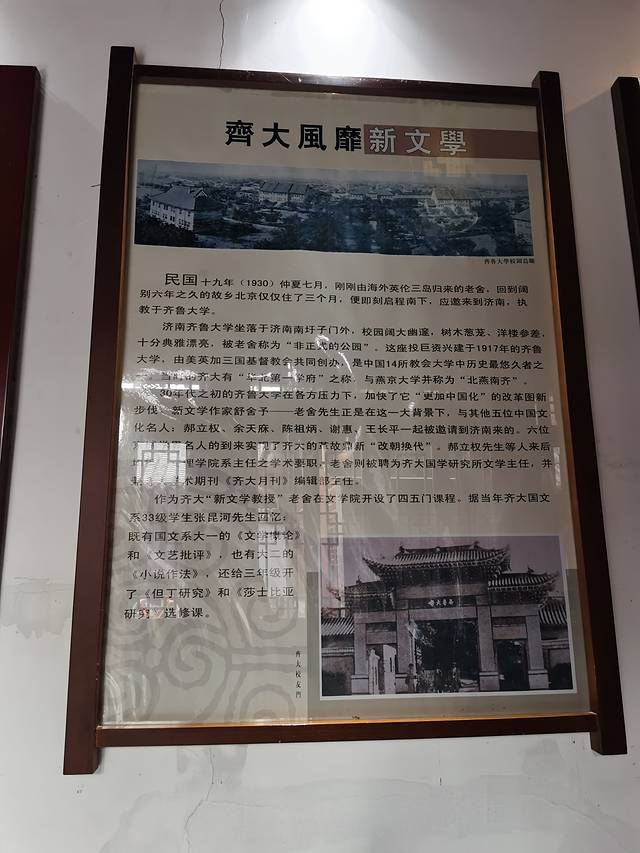 齊大風靡新文學
齊魯大學校園鳥瞰
民国十九年（1930）仲夏七月，刚刚由海外英伦三岛归来的老舍，回到阔
别六年之久的故乡北京仅仅住了三个月，便即刻启程南下，应邀来到济南，执
教于齐鲁大学。
济南齐鲁大学坐落于济南南圩子门外，校园阔大幽邃，树木葱茏、洋楼参差，
十分典雅漂亮，被老舍称为“非正式的公园”。这座投巨资兴建于1917年的齐鲁
大学，由美英加三国基督教会共同创办，是中国14所教会大学中历史最悠久者之
当时的齐大有“华北第一学府”之称，与燕京大学并称为“北燕南齐”。
30年代之初的齐鲁大学在各方压力下，加快了它“更加中国化”的改革图新
步伐。新文学作家舒舍予——老舍先生正是在这一大背景下，与其他五位中国文
化名人：郝立权、余天庥、陈祖炳、谢惠、王长平一起被邀请到济南来的。六位
名人的到来实现了齐大的革故鼎新“改朝换代”。郝立权先生等人来后
理学院系主任之学术要职，老舍则被聘为齐大国学研究所文学主任，并
术期刊《齐大月刊》编辑部主任。
作为齐大“新文学教授”老舍在文学院开设了四五门课程。据当年齐大国文
系33级学生张昆河先生回忆：
既有国文系大一的《文学概论》
和《文艺批评》，也有大二的
《小说作法》，还给三年级开
了《但丁研究》和《莎士比亚
研究》选修课。
齊魯大學
齊大校友門